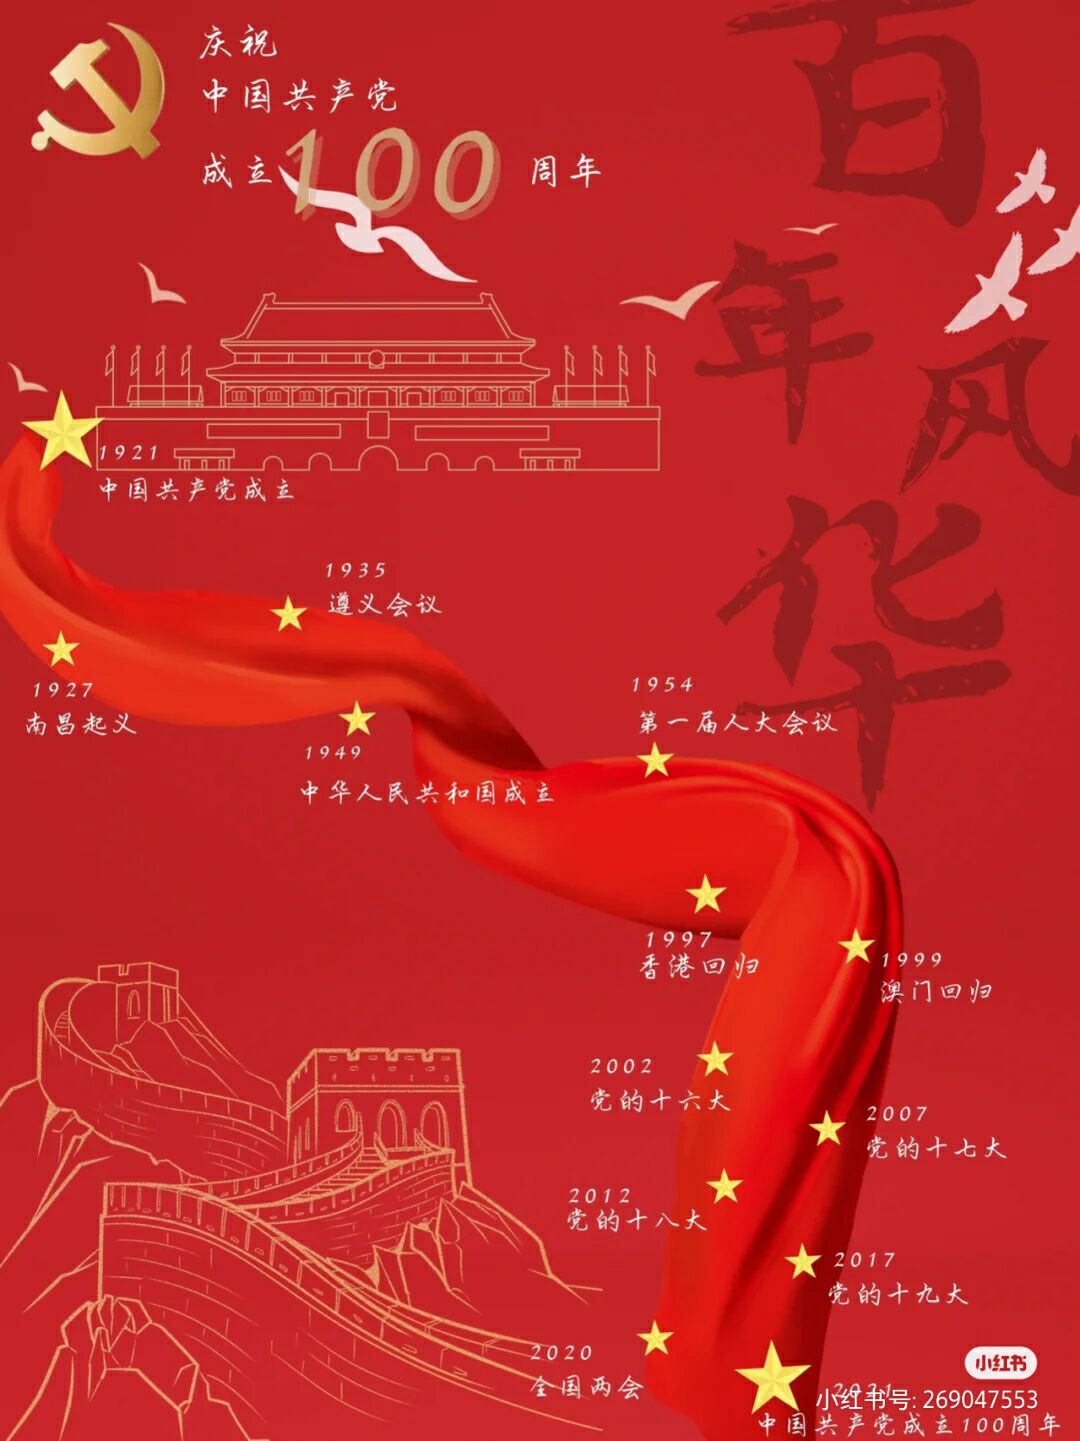 庆祝
中国共产党
成立100周年
百年风华
1921
中国共产党成立
1935
遵义会议
1927
南昌起义
1949
中华人民共和国成立
1954
第一届人大会议
1997
香港回归
1999
澳门回归
2002
党的十六大
2007
党的十七大
2012
党的十八大
2017
党的十九大
2020
全国两会
2021
中国共产党成立100周年
小红书
小红书号: 269047553